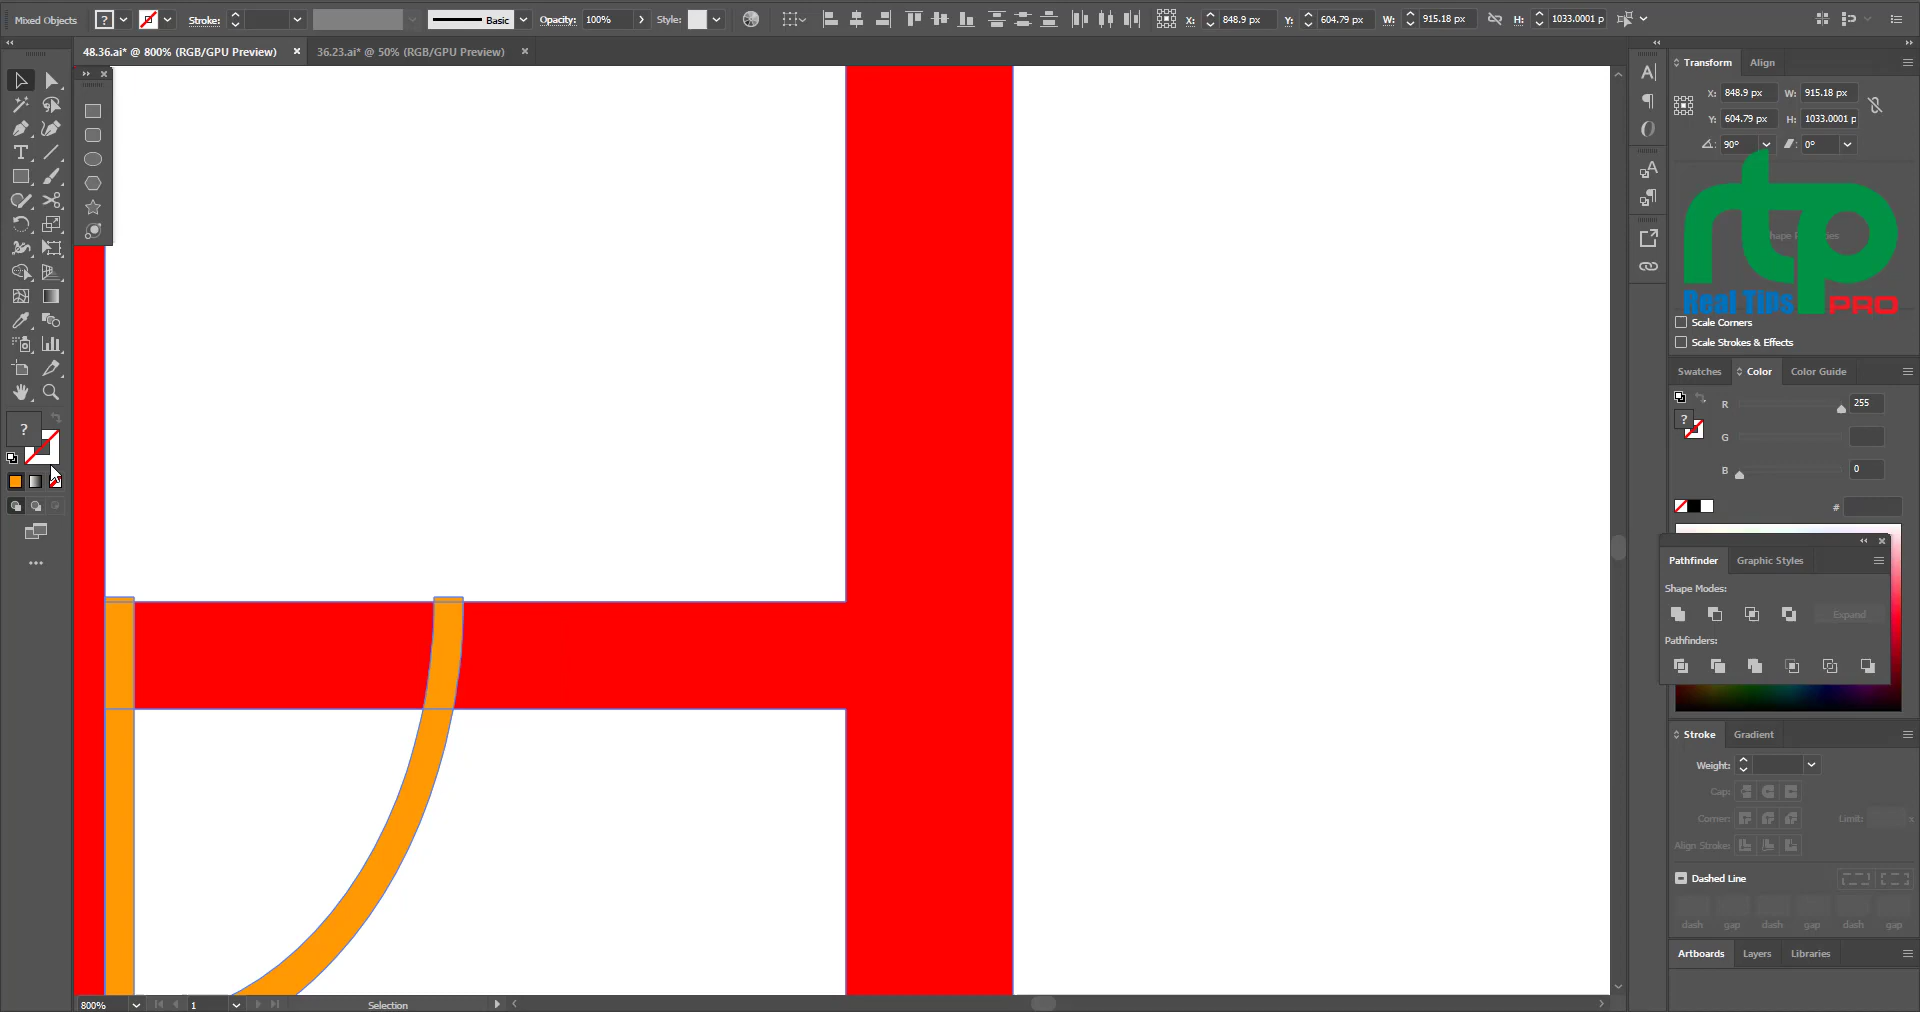 Mixed Objects ? Stroke: Basic Opacity: 100% Style: X: 848.9 px Y: 604.79 px W: 915.18 px H: 1033.0001 p
48.36.ai* @ 800% (RGB/GPU Preview) × 36.23.ai* @ 50% (RGB/GPU Preview) ×
Transform Align
X: 848.9 px W: 915.18 px
Y: 604.79 px H: 1033.0001 p
90° 0°
rtp
Real Tips PRO
Scale Corners
Scale Strokes & Effects
Swatches Color Color Guide
R 255
G
B 0
#
?
?
Pathfinder Graphic Styles
Shape Modes:
Expand
Pathfinders:
Stroke Gradient
Weight:
Cap:
Corner: Limit: x
Align Stroke:
Dashed Line
dash gap dash gap dash gap
Artboards Layers Libraries
800% 1 Selection